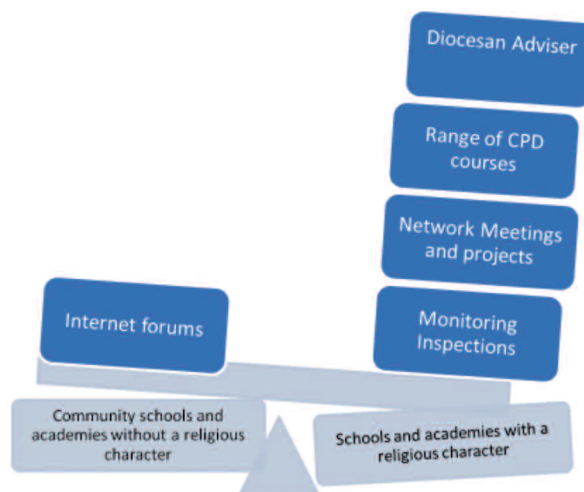 Diocesan Adviser
Range of CPD
courses
Network Meetings
and projects
Internet forums
Monitoring
Inspections
Community schools and
academies without a religious
character
Schools and academies with a
religious character